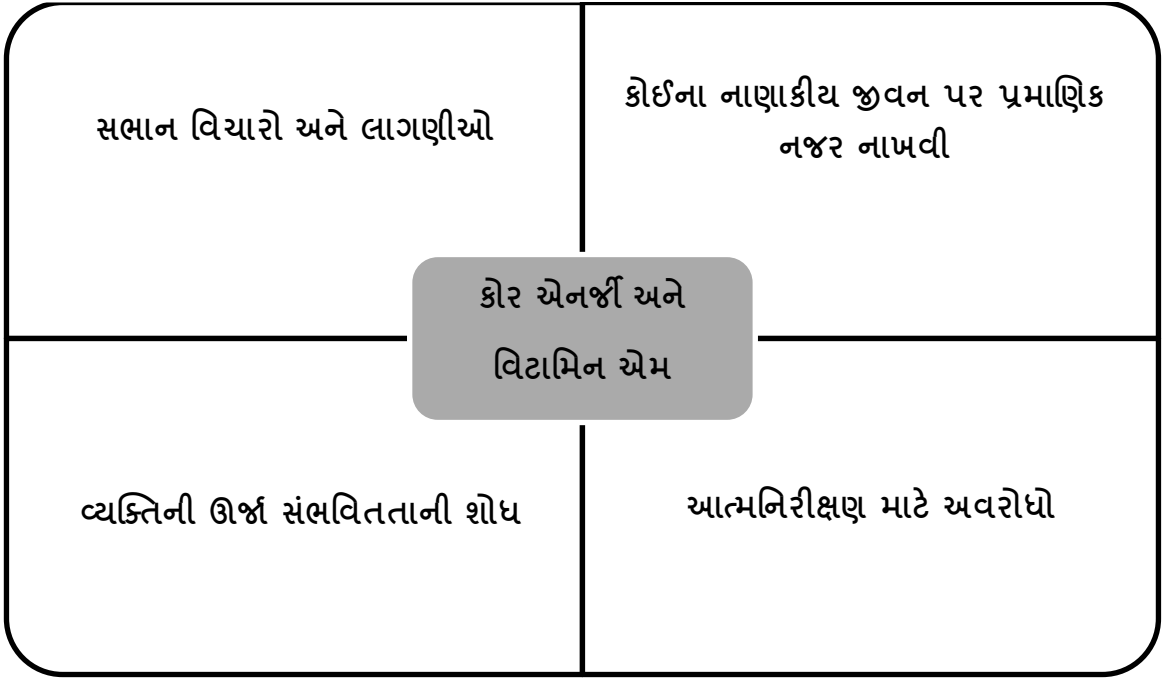 સભાન વિચારો અને લાગણીઓ
કોઈના નાણાકીય જીવન પર પ્રમાણિક
નજર નાખવી
કોર એનર્જી અને
વિટામિન એમ
વ્યક્તિની ઊર્જા સંભવિતતાની શોધ
આત્મનિરીક્ષણ માટે અવરોધો